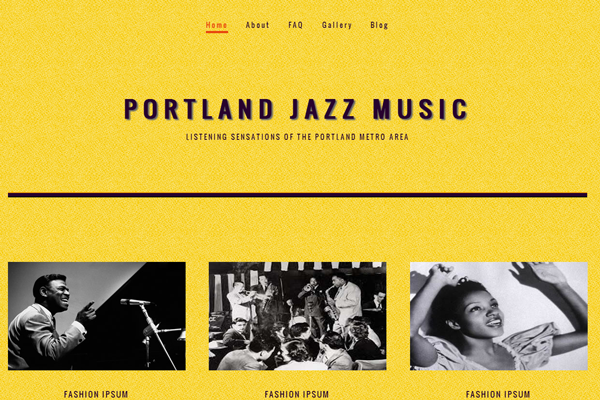 Home About FAQ Gallery Blog
PORTLAND JAZZ MUSIC
LISTENING SENSATIONS OF THE PORTLAND METRO AREA
FASHION IPSUM FASHION IPSUM FASHION IPSUM